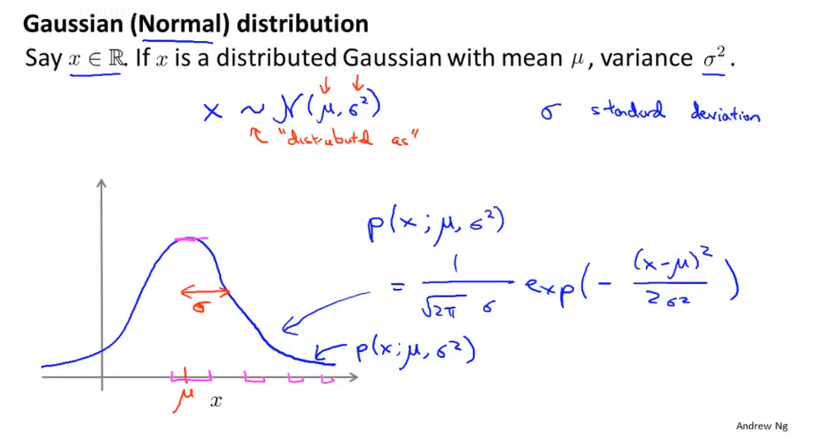 Gaussian (Normal) distribution
Say x ∈ ℝ. If x is a distributed Gaussian with mean μ, variance σ².
x ~ N(μ, σ²)
σ standard deviation
"distributed as"
p(x; μ, σ²)
= 1/(√2π σ) exp(- (x-μ)²/2σ²)
σ
p(x; μ, σ²)
μ x
Andrew Ng